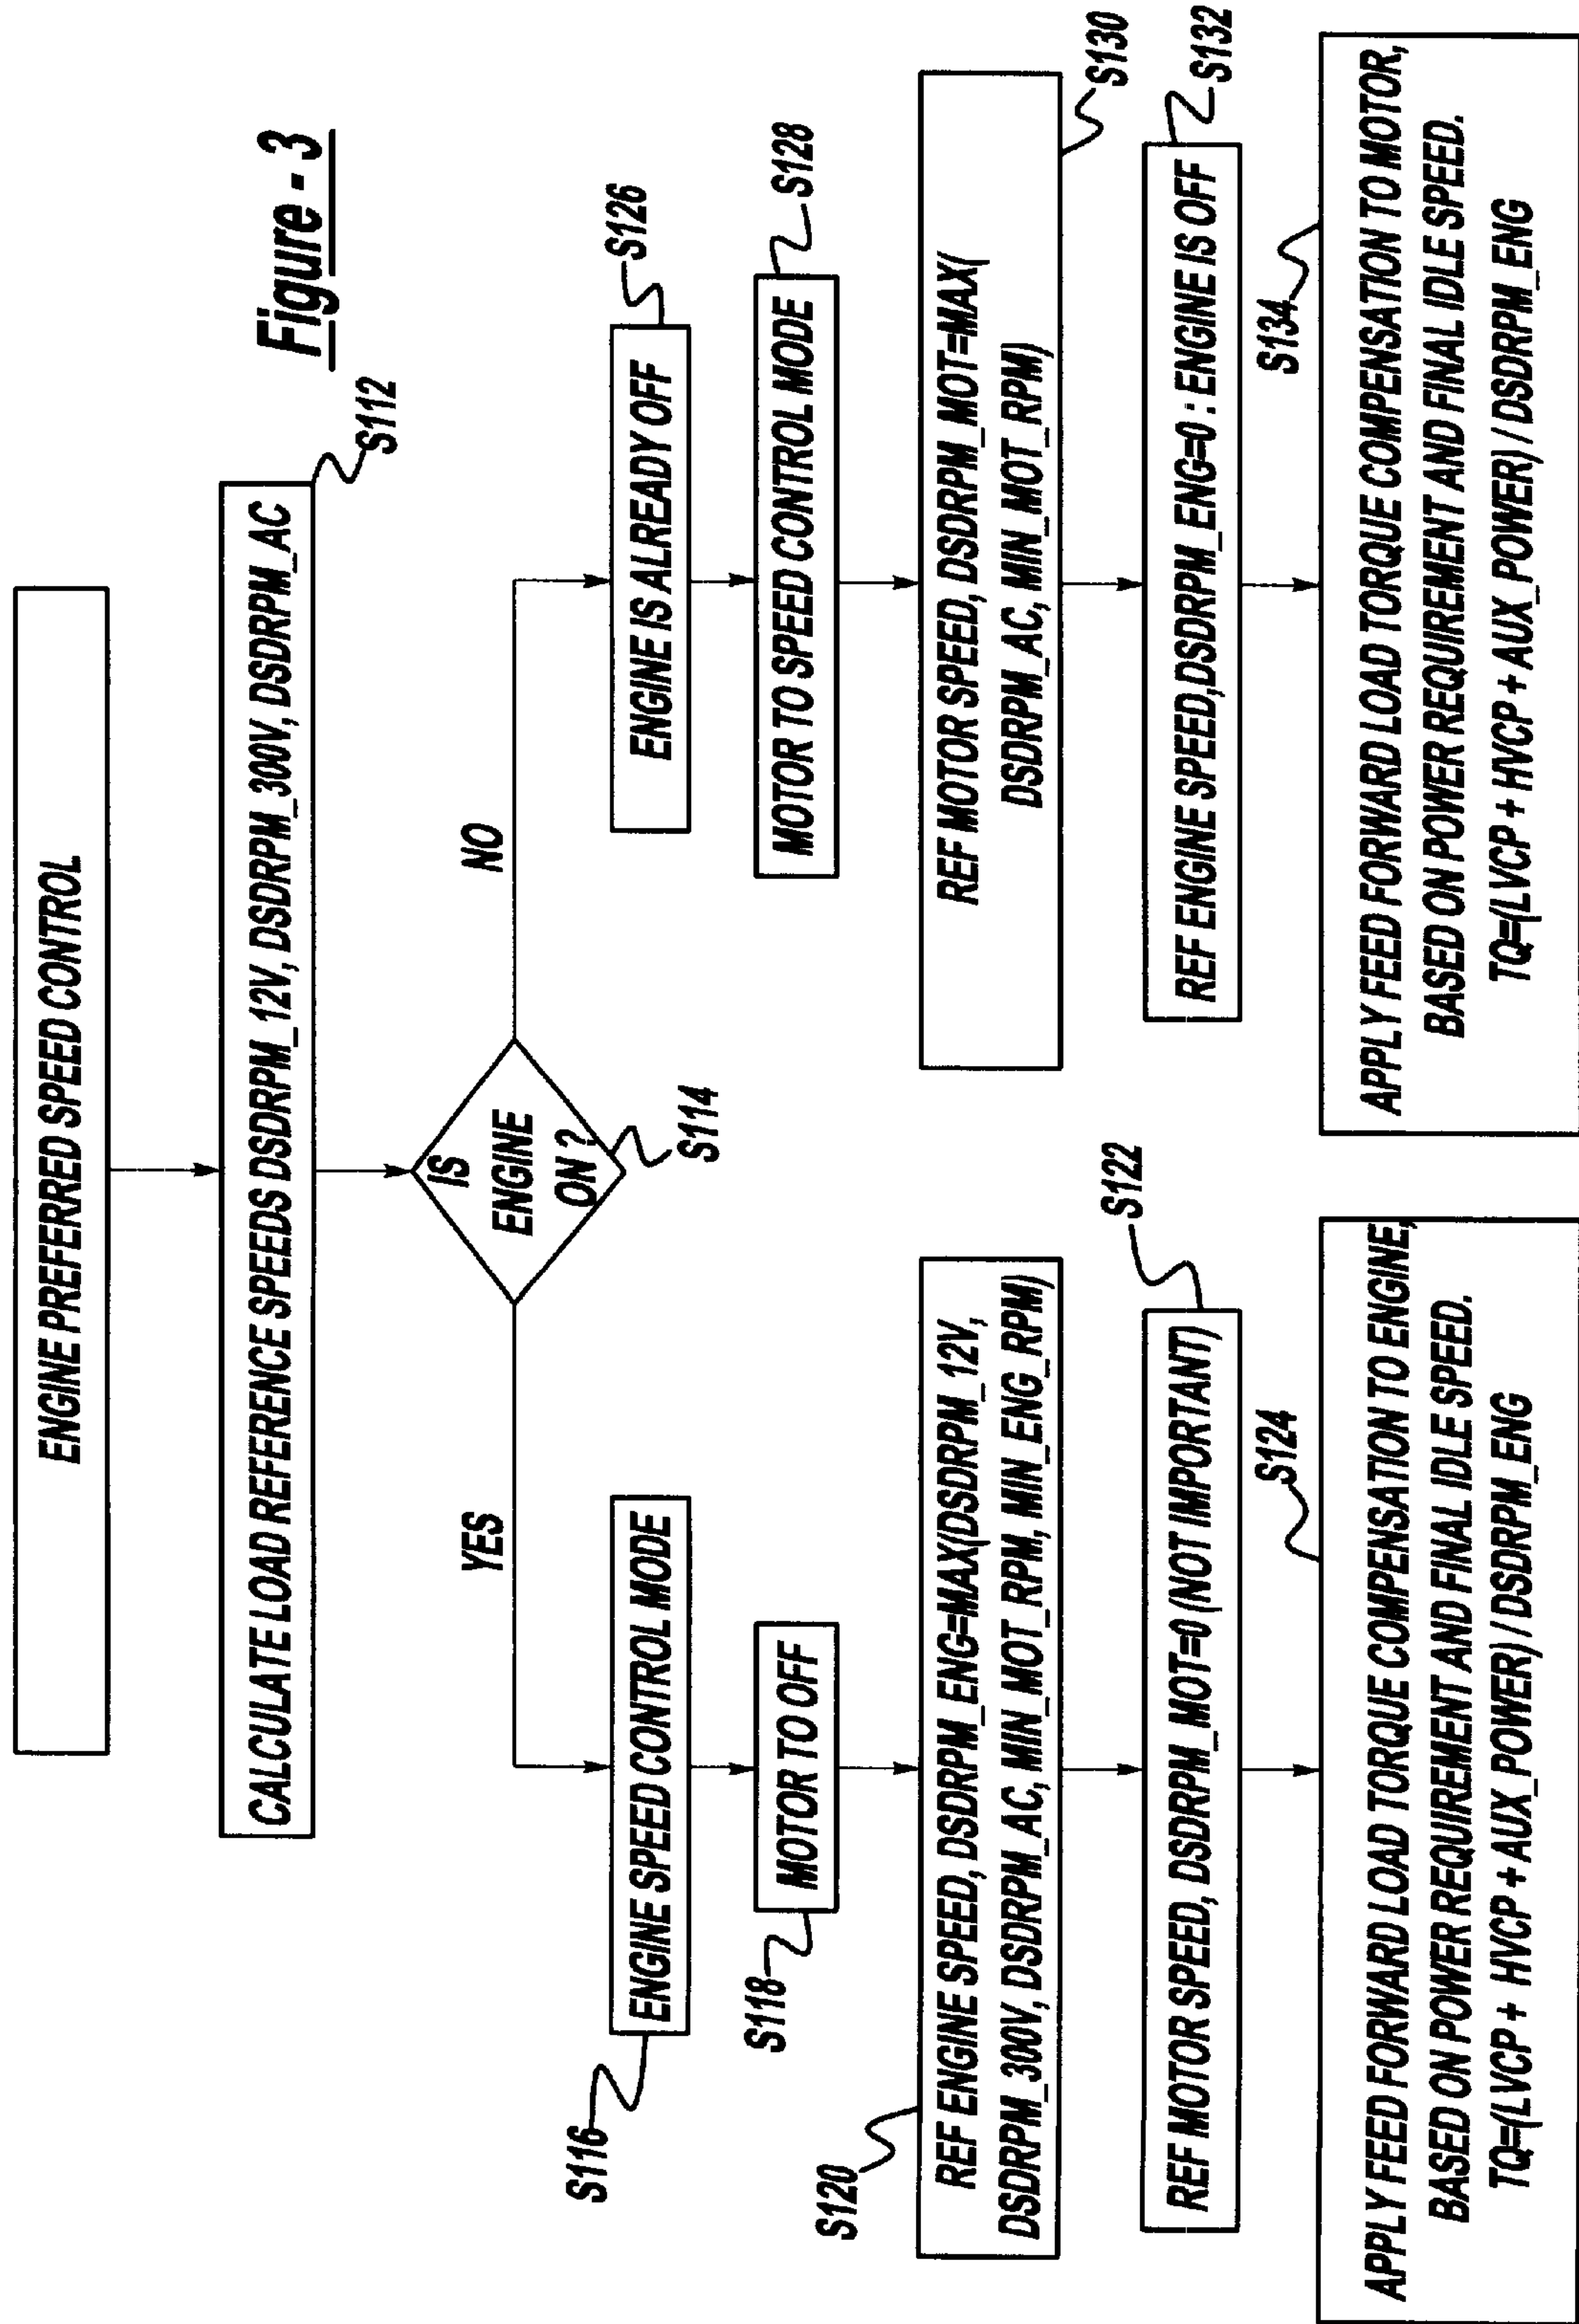 Figure - 3
ENGINE PREFERRED SPEED CONTROL
CALCULATE LOAD REFERENCE SPEEDS DSDRPM_12V, DSDRPM_300V, DSDRPM_AC
S112
IS
ENGINE
ON ?
S114
YES
NO
ENGINE SPEED CONTROL MODE
S116
MOTOR TO OFF
S118
REF ENGINE SPEED, DSDRPM_ENG=MAX(DSDRPM_12V,
DSDRPM_300V, DSDRPM_AC, MIN_MOT_RPM, MIN_ENG_RPM)
S120
REF MOTOR SPEED, DSDRPM_MOT=0 (NOT IMPORTANT)
S122
S124
APPLY FEED FORWARD LOAD TORQUE COMPENSATION TO ENGINE,
BASED ON POWER REQUIREMENT AND FINAL IDLE SPEED.
TQ=(LVCP + HVCP + AUX_POWER) / DSDRPM_ENG
ENGINE IS ALREADY OFF
S126
MOTOR TO SPEED CONTROL MODE
S128
REF MOTOR SPEED, DSDRPM_MOT=MAX(
DSDRPM_AC, MIN_MOT_RPM)
S130
REF ENGINE SPEED,DSDRPM_ENG=0 : ENGINE IS OFF
S132
S134
APPLY FEED FORWARD LOAD TORQUE COMPENSATION TO MOTOR,
BASED ON POWER REQUIREMENT AND FINAL IDLE SPEED.
TQ=(LVCP + HVCP + AUX_POWER) / DSDRPM_ENG